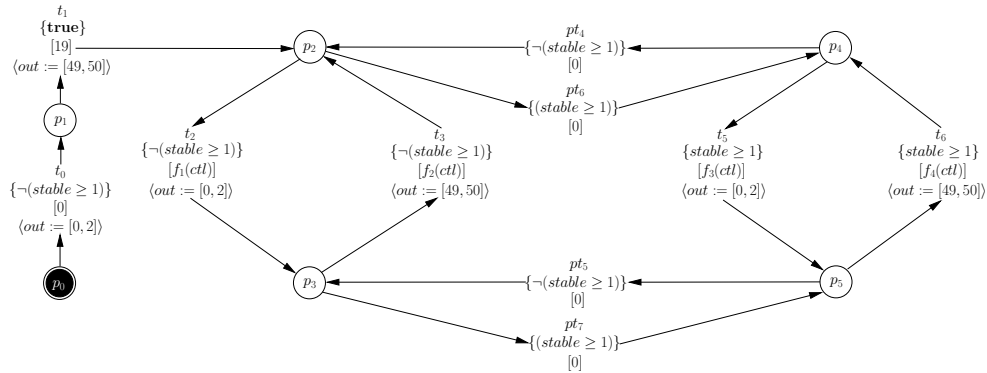 t₁
{true}
[19]
⟨out := [49, 50]⟩
p₁
t₀
{¬(stable ≥ 1)}
[0]
⟨out := [0, 2]⟩
p₀
p₂
t₂
{¬(stable ≥ 1)}
[f₁(ctl)]
⟨out := [0, 2]⟩
t₃
{¬(stable ≥ 1)}
[f₂(ctl)]
⟨out := [49, 50]⟩
p₃
pt₄
{¬(stable ≥ 1)}
[0]
pt₆
{(stable ≥ 1)}
[0]
pt₅
{¬(stable ≥ 1)}
[0]
pt₇
{(stable ≥ 1)}
[0]
p₄
t₅
{stable ≥ 1}
[f₃(ctl)]
⟨out := [0, 2]⟩
t₆
{stable ≥ 1}
[f₄(ctl)]
⟨out := [49, 50]⟩
p₅